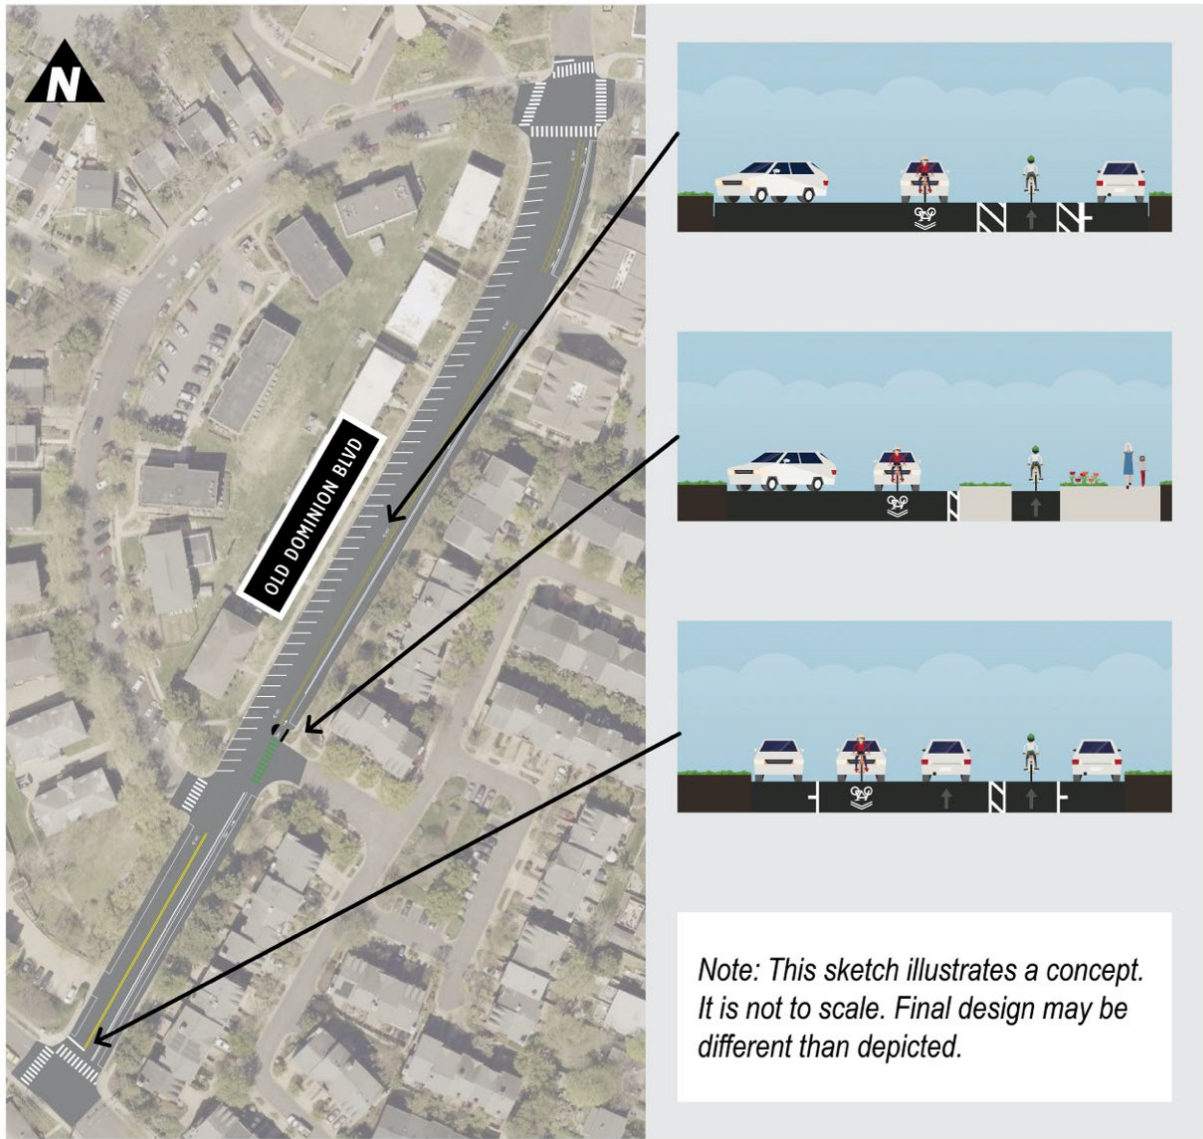 N
OLD DOMINION BLVD
Note: This sketch illustrates a concept.
It is not to scale. Final design may be
different than depicted.